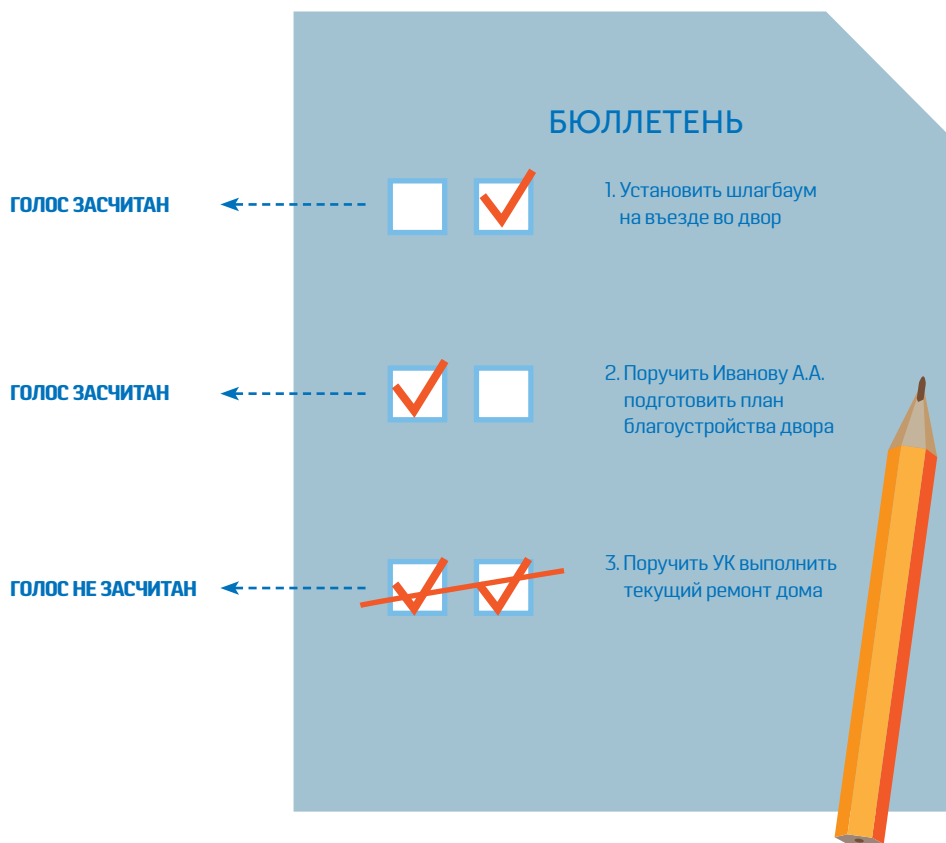 БЮЛЛЕТЕНЬ
ГОЛОС ЗАСЧИТАН
1. Установить шлагбаум
на въезде во двор
ГОЛОС ЗАСЧИТАН
2. Поручить Иванову А.А.
подготовить план
благоустройства двора
ГОЛОС НЕ ЗАСЧИТАН
3. Поручить УК выполнить
текущий ремонт дома